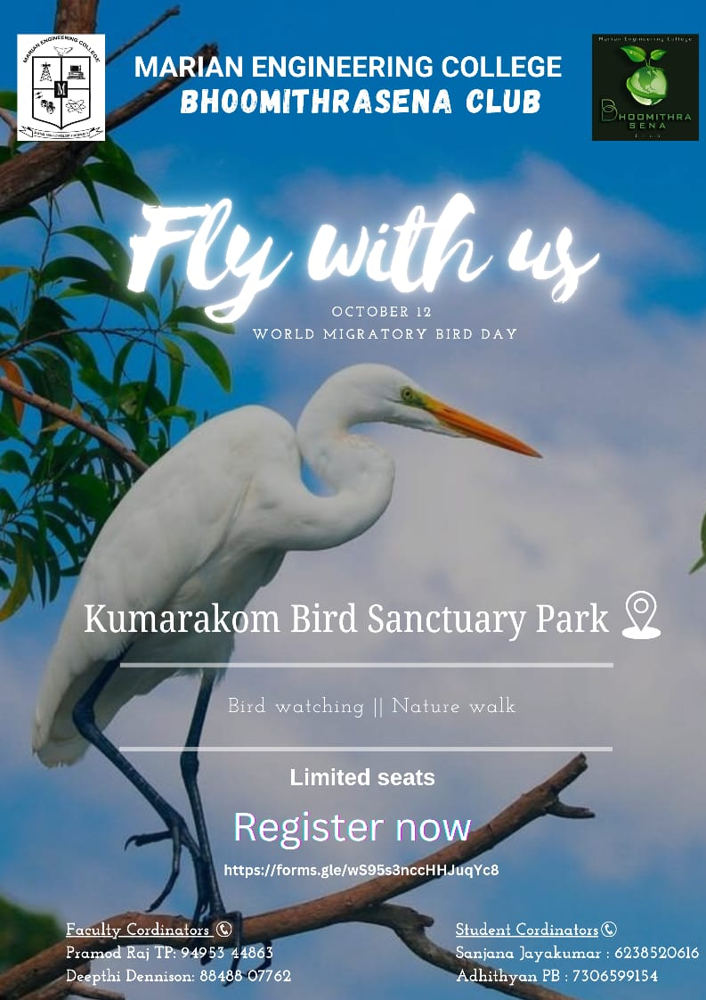 MARIAN ENGINEERING COLLEGE
MARIAN ENGINEERING COLLEGE
BHOOMITHRASENA CLUB
M
Marian Engineering College
BHOOMITHRA
SENA
Club
Fly with us
OCTOBER 12
WORLD MIGRATORY BIRD DAY
Kumarakom Bird Sanctuary Park
Bird watching || Nature walk
Limited seats
Register now
https://forms.gle/wS95s3nccHHJuqYc8
Faculty Cordinators
Pramod Raj TP: 94953 44863
Deepthi Dennison: 88488 07762
Student Cordinators
Sanjana Jayakumar : 6238520616
Adhithyan PB : 7306599154